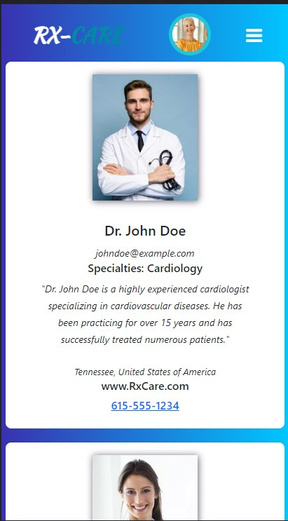 RX-CARE
Dr. John Doe
johndoe@example.com
Specialties: Cardiology
"Dr. John Doe is a highly experienced cardiologist
specializing in cardiovascular diseases. He has
been practicing for over 15 years and has
successfully treated numerous patients."
Tennessee, United States of America
www.RxCare.com
615-555-1234